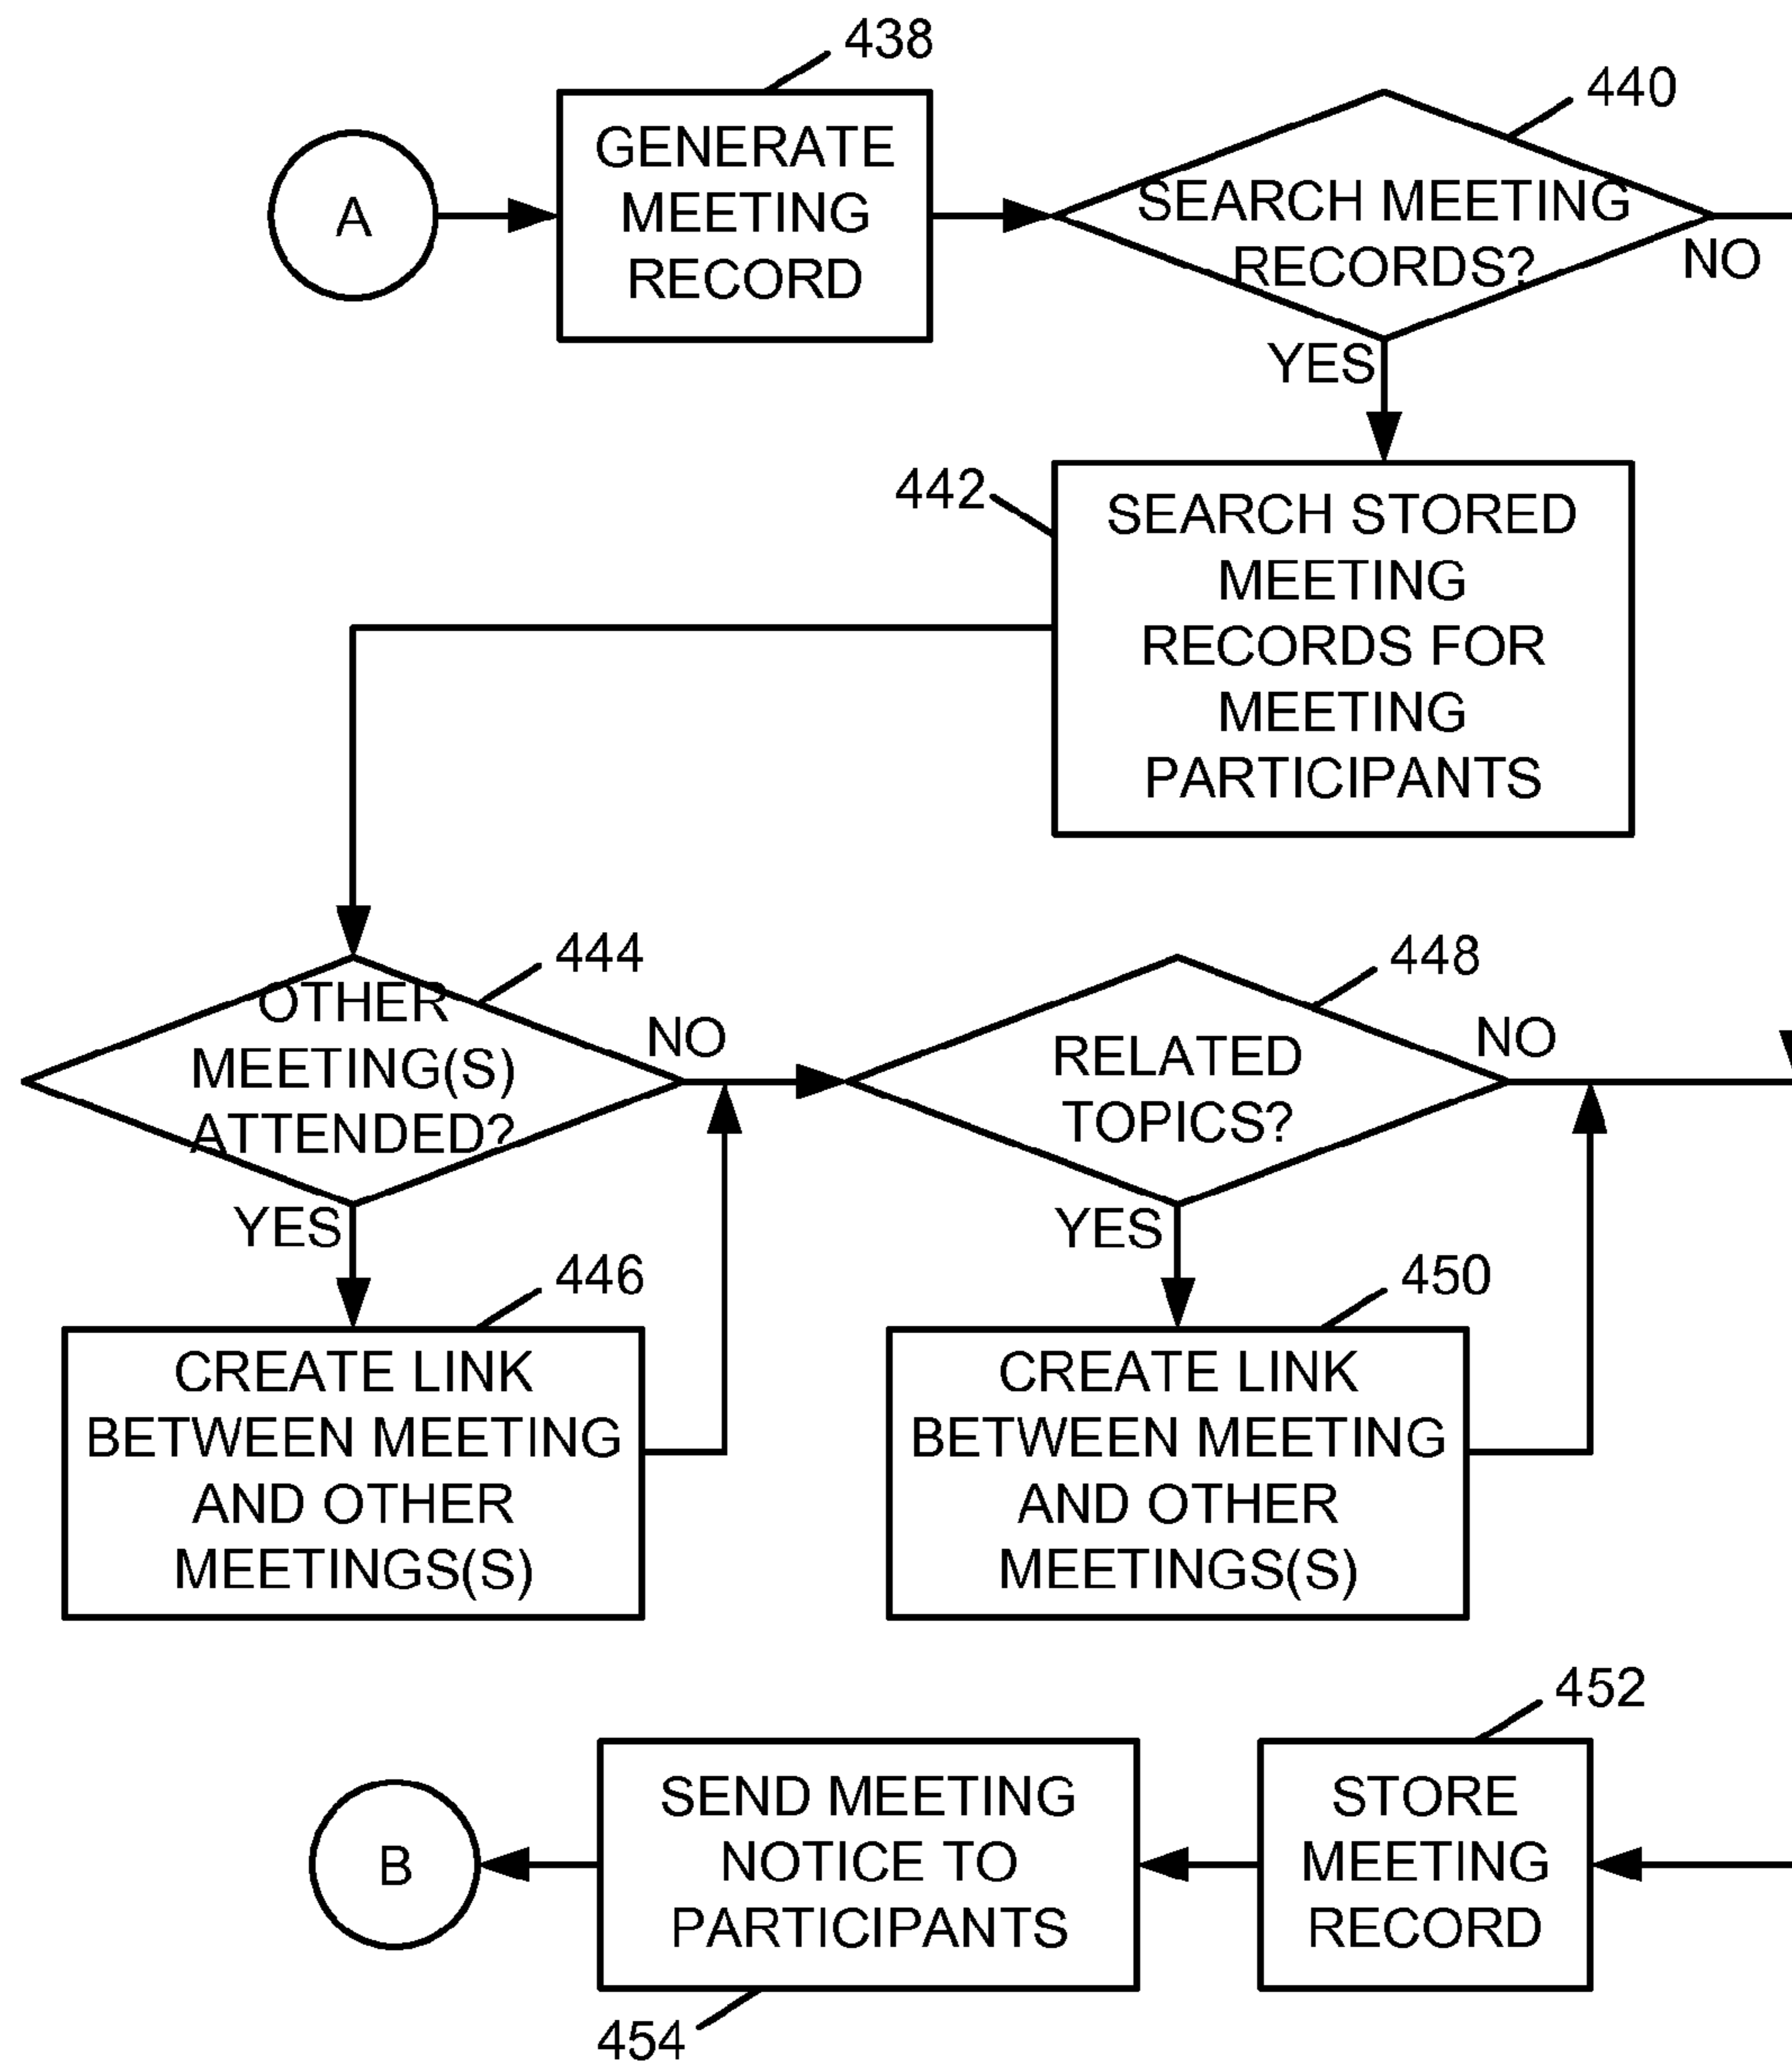 438
440
A
GENERATE
MEETING
RECORD
SEARCH MEETING
RECORDS?
NO
YES
442
SEARCH STORED
MEETING
RECORDS FOR
MEETING
PARTICIPANTS
444
OTHER
MEETING(S)
ATTENDED?
NO
448
RELATED
TOPICS?
NO
YES
YES
446
450
CREATE LINK
BETWEEN MEETING
AND OTHER
MEETINGS(S)
CREATE LINK
BETWEEN MEETING
AND OTHER
MEETINGS(S)
452
B
SEND MEETING
NOTICE TO
PARTICIPANTS
STORE
MEETING
RECORD
454